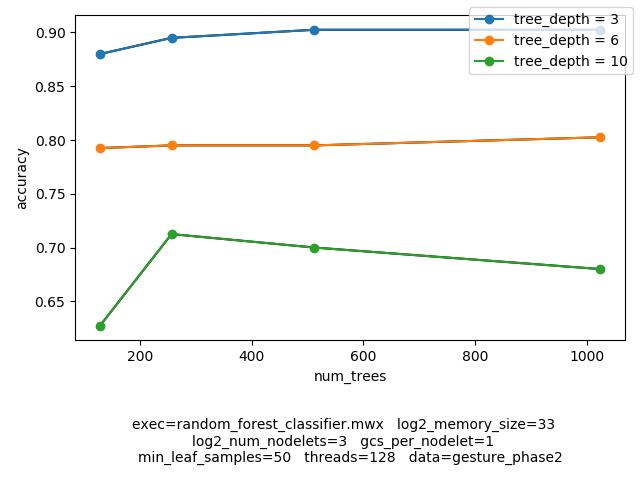 tree_depth = 3
tree_depth = 6
tree_depth = 10
0.90
0.85
0.80
0.75
0.70
0.65
accuracy
200 400 600 800 1000
num_trees
exec=random_forest_classifier.mwx log2_memory_size=33
log2_num_nodelets=3 gcs_per_nodelet=1
min_leaf_samples=50 threads=128 data=gesture_phase2